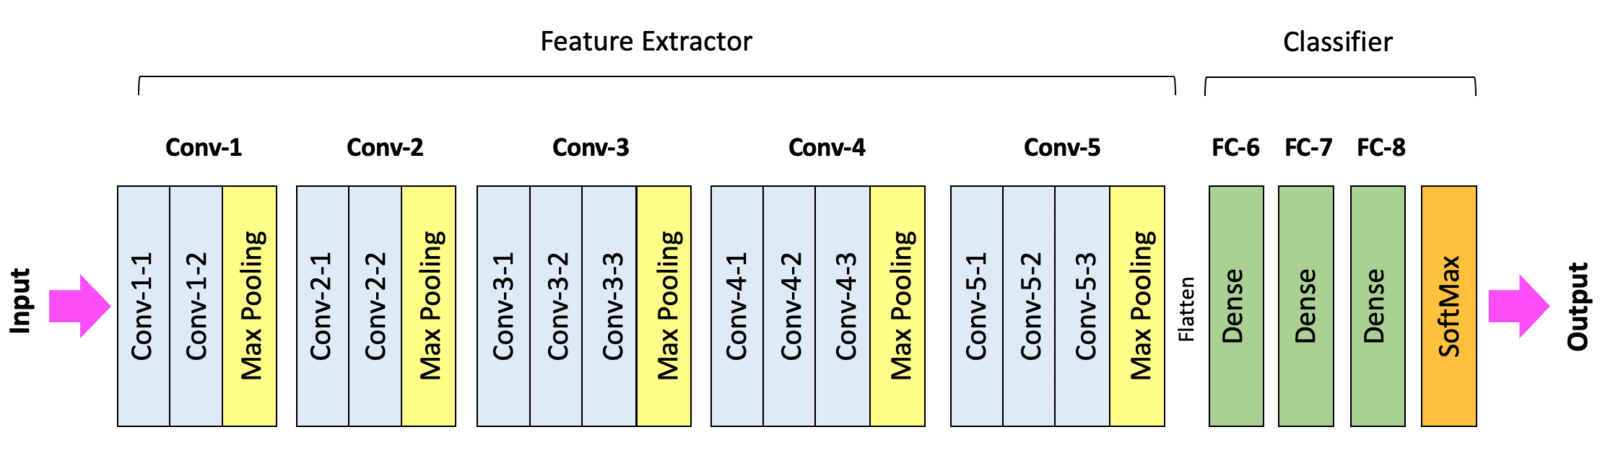 Feature Extractor
Classifier
Conv-1
Conv-2
Conv-3
Conv-4
Conv-5
FC-6
FC-7
FC-8
Input
Conv-1-1
Conv-1-2
Max Pooling
Conv-2-1
Conv-2-2
Max Pooling
Conv-3-1
Conv-3-2
Conv-3-3
Max Pooling
Conv-4-1
Conv-4-2
Conv-4-3
Max Pooling
Conv-5-1
Conv-5-2
Conv-5-3
Max Pooling
Flatten
Dense
Dense
Dense
SoftMax
Output